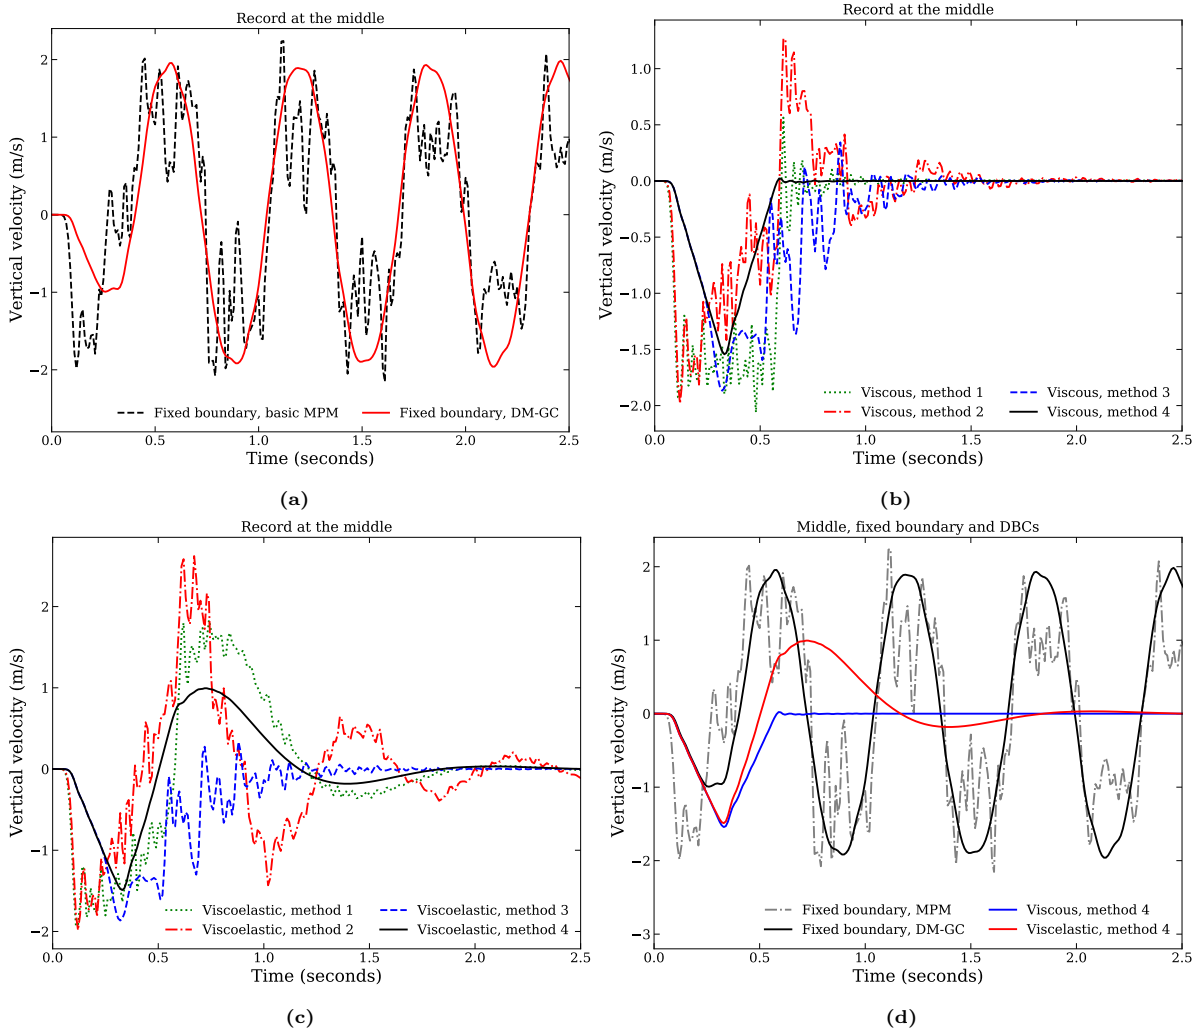 Record at the middle
Vertical velocity (m/s)
2
1
0
−1
−2
Fixed boundary, basic MPM
Fixed boundary, DM-GC
0.0 0.5 1.0 1.5 2.0 2.5
Time (seconds)
(a)
Record at the middle
Vertical velocity (m/s)
1.0
0.5
0.0
−0.5
−1.0
−1.5
−2.0
Viscous, method 1
Viscous, method 2
Viscous, method 3
Viscous, method 4
0.0 0.5 1.0 1.5 2.0 2.5
Time (seconds)
(b)
Record at the middle
Vertical velocity (m/s)
2
1
0
−1
−2
Viscoelastic, method 1
Viscoelastic, method 2
Viscoelastic, method 3
Viscoelastic, method 4
0.0 0.5 1.0 1.5 2.0 2.5
Time (seconds)
(c)
Middle, fixed boundary and DBCs
Vertical velocity (m/s)
2
1
0
−1
−2
−3
Fixed boundary, MPM
Fixed boundary, DM-GC
Viscous, method 4
Viscelastic, method 4
0.0 0.5 1.0 1.5 2.0 2.5
Time (seconds)
(d)